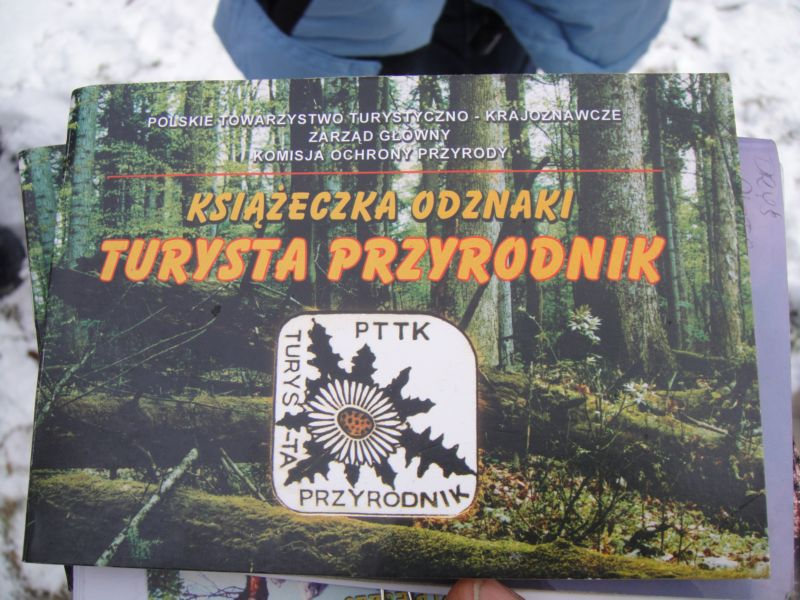 POLSKIE TOWARZYSTWO TURYSTYCZNO - KRAJOZNAWCZE
ZARZĄD GŁÓWNY
KOMISJA OCHRONY PRZYRODY
KSIĄŻECZKA ODZNAKI
TURYSTA PRZYRODNIK
PTTK
TURYSTA
PRZYRODNIK